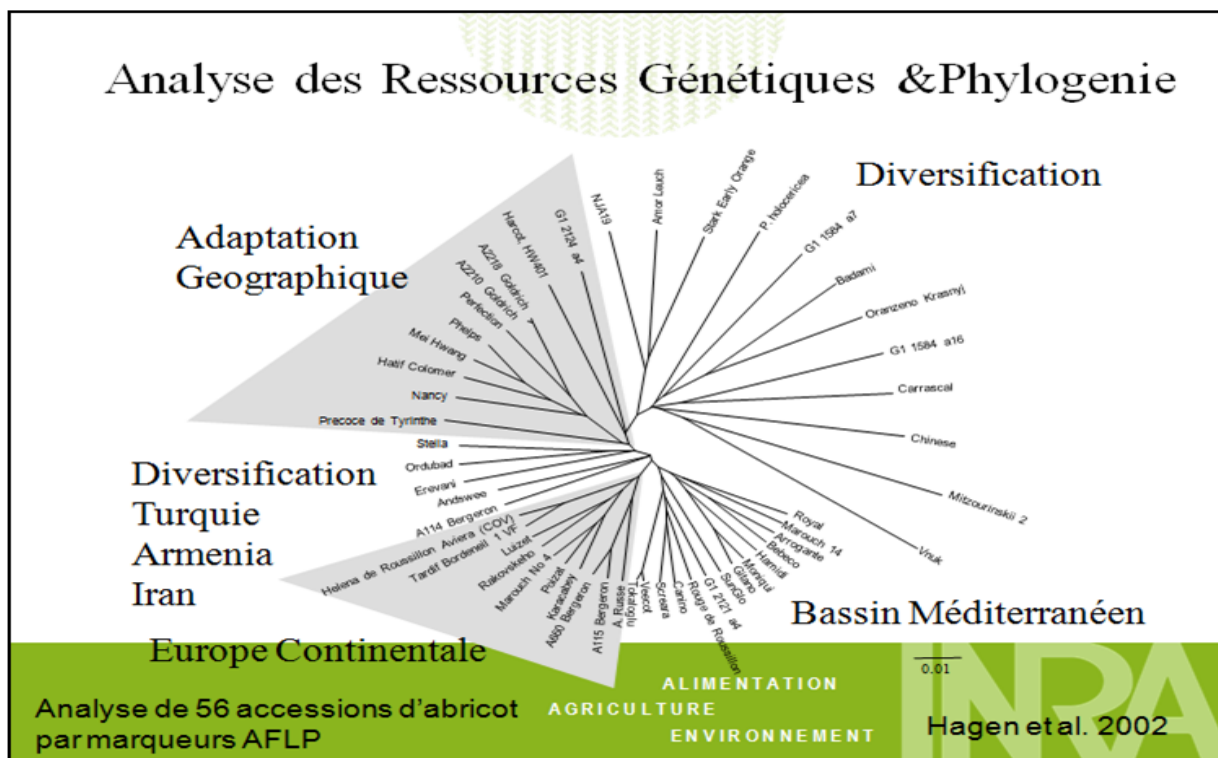 Analyse des Ressources Génétiques &Phylogenie
Diversification
Adaptation
Geographique
NJA19
Amor Leuch
Stark Early Orange
P. holocericea
G1 1584 a7
Badami
Oranzeno Krasnyj
G1 1584 a16
Carrascal
Chinese
Mitzourinskii 2
Vnuk
G1 2124 a4
Harcot, HW401
A2218 Goldrich
A2210 Goldrich
Perfection
Phelps
Mei Hwang
Hatif Colomer
Nancy
Precoce de Tyrinthe
Stella
Ordubad
Erevani
Andswee
A114 Bergeron
Helena de Roussillon Aviera (COV)
Tardif Bordeneil 1 VF
Luizet
Rakovskeho
Marouch No 4
Poizat
Karacabey
A660 Bergeron
A115 Bergeron
A. Russe
Tokaloglu
Veecot
Screara
Canino
Rouge de Roussillon
G1 2121 a4
SunGlo
Gitano
Moniqui
Hamidi
Bebeco
Arrogante
Marouch 14
Royal
Diversification
Turquie
Armenia
Iran
Bassin Méditerranéen
Europe Continentale
0.01
INRA
ALIMENTATION
AGRICULTURE
ENVIRONNEMENT
Analyse de 56 accessions d'abricot
par marqueurs AFLP
Hagen et al. 2002